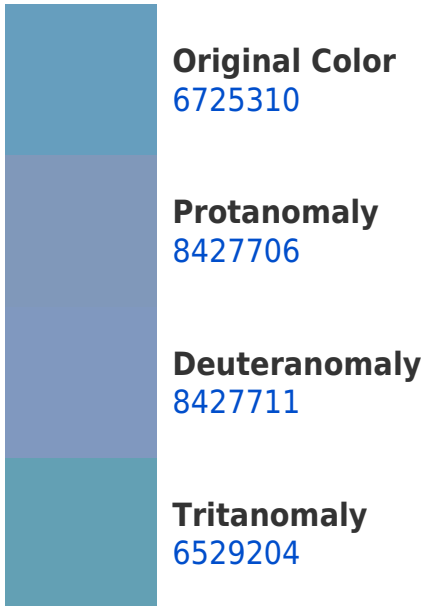 Original Color
6725310
Protanomaly
8427706
Deuteranomaly
8427711
Tritanomaly
6529204